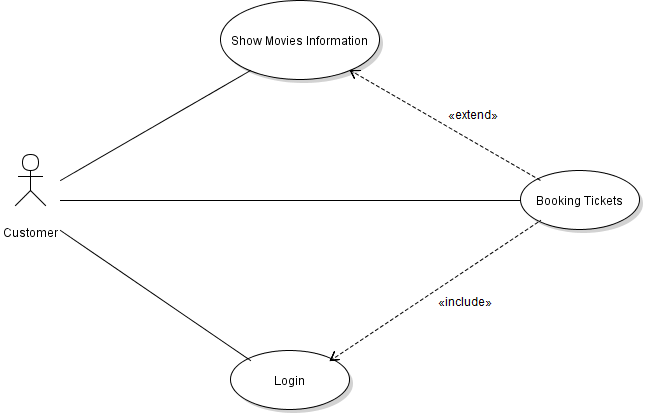 Show Movies Information
«extend»
Booking Tickets
Customer
«include»
Login